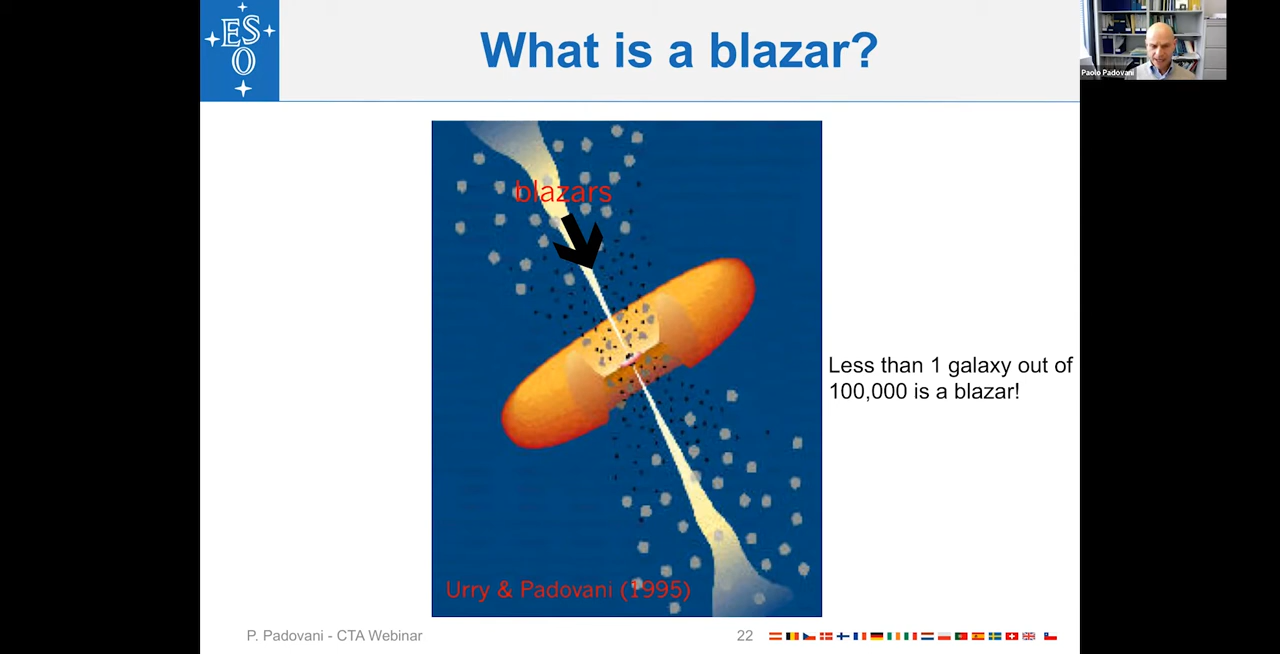 ES
O
What is a blazar?
Paolo Padovani
blazars
Less than 1 galaxy out of
100,000 is a blazar!
Urry & Padovani (1995)
P. Padovani - CTA Webinar
22